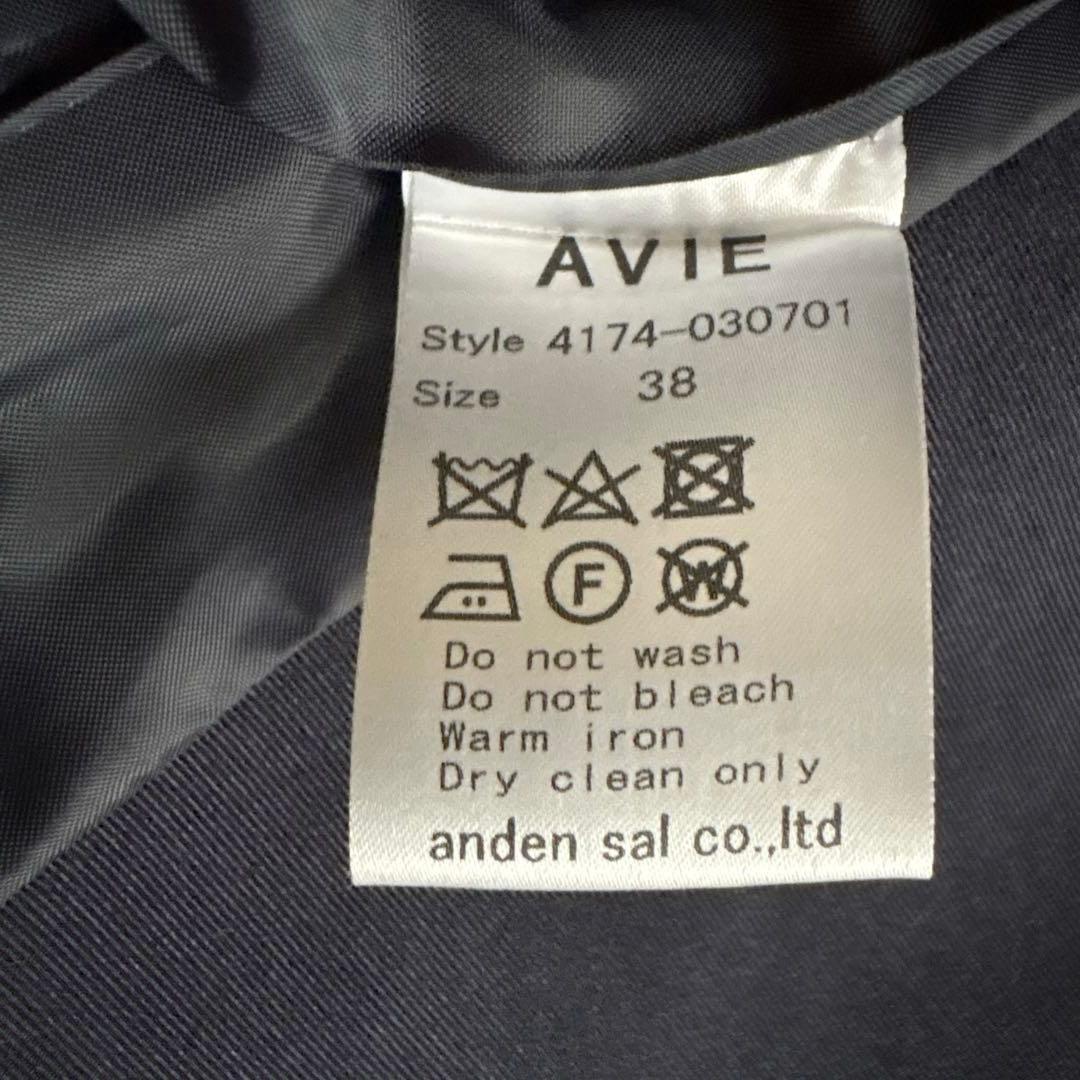 AVIE
Style 4174-030701
Size 38
F W
Do not wash
Do not bleach
Warm iron
Dry clean only
anden sal co.,ltd